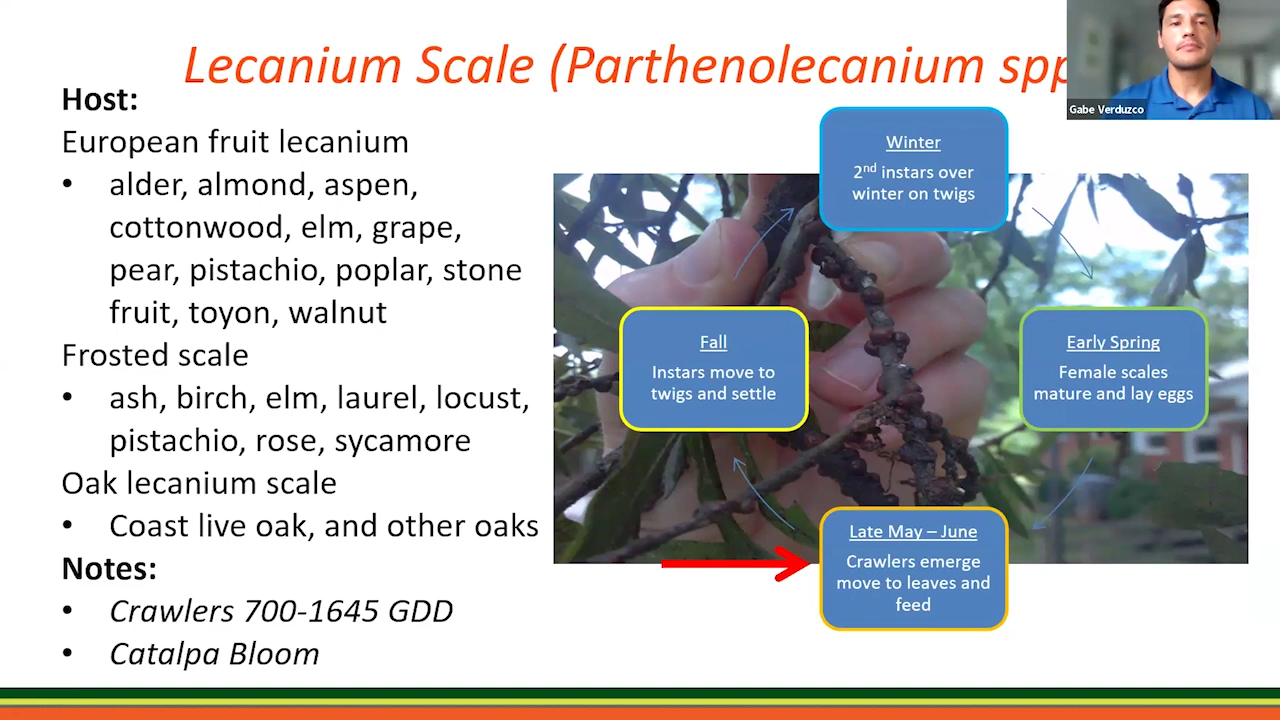 Lecanium Scale (Parthenolecanium spp
Gabe Verduzco
Host:
European fruit lecanium
• alder, almond, aspen,
cottonwood, elm, grape,
pear, pistachio, poplar, stone
fruit, toyon, walnut
Frosted scale
• ash, birch, elm, laurel, locust,
pistachio, rose, sycamore
Oak lecanium scale
• Coast live oak, and other oaks
Notes:
• Crawlers 700-1645 GDD
• Catalpa Bloom
Winter
2nd instars over
winter on twigs
Early Spring
Female scales
mature and lay eggs
Late May – June
Crawlers emerge
move to leaves and
feed
Fall
Instars move to
twigs and settle